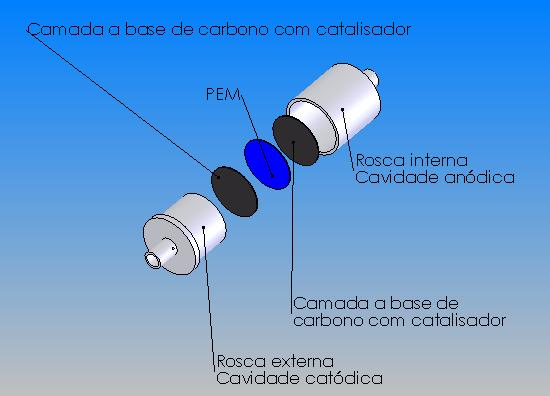 Camada a base de carbono com catalisador
PEM
Rosca interna
Cavidade anódica
Camada a base de
carbono com catalisador
Rosca externa
Cavidade catódica